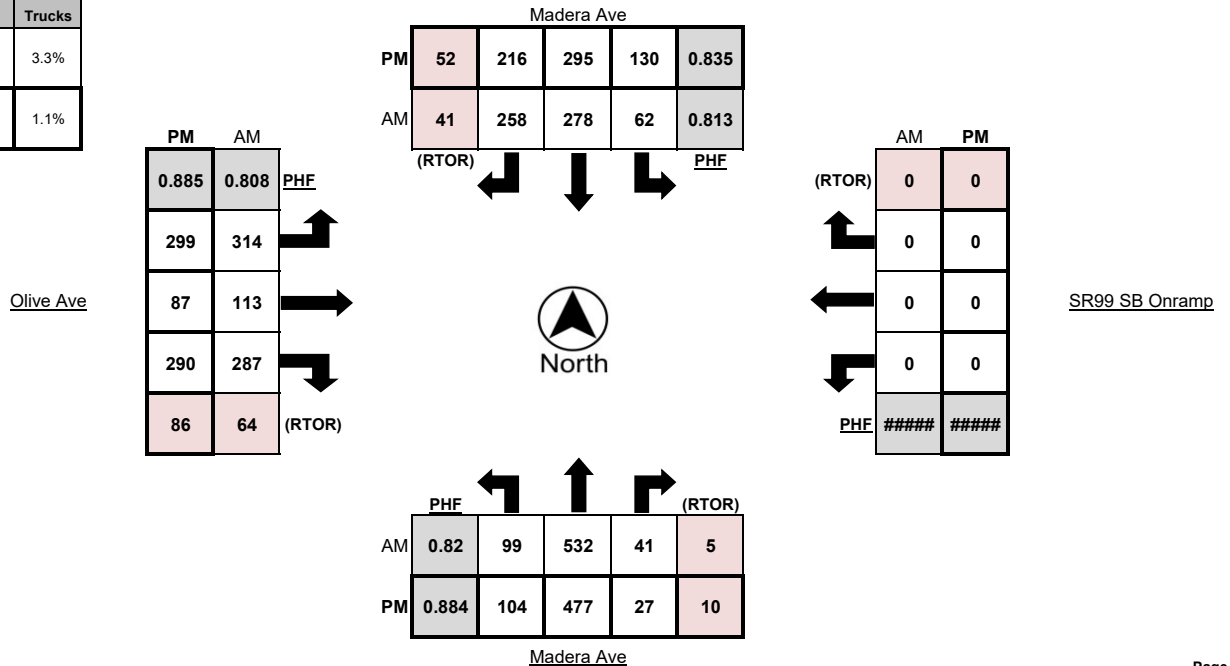 Trucks
3.3%
1.1%
Madera Ave
PM 52 216 295 130 0.835
AM 41 258 278 62 0.813
(RTOR) PHF
PM AM
0.885 0.808 PHF
299 314
87 113
290 287
86 64 (RTOR)
Olive Ave
North
AM PM
(RTOR) 0 0
0 0
0 0
0 0
PHF ##### #####
SR99 SB Onramp
PHF (RTOR)
AM 0.82 99 532 41 5
PM 0.884 104 477 27 10
Madera Ave